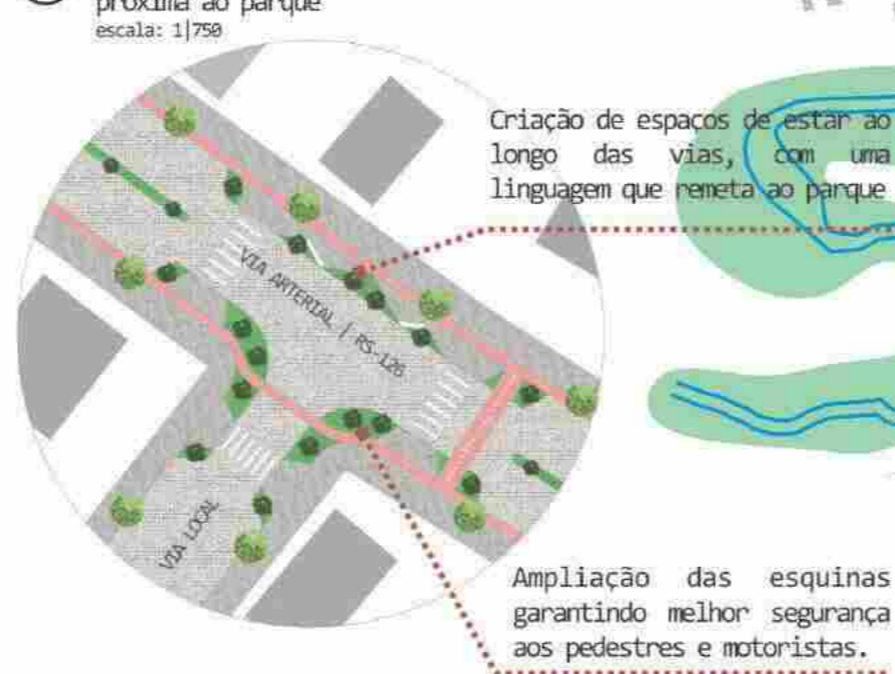 próxima ao parque
escala: 1|750
Criação de espaços de estar ao
longo das vias, com uma
linguagem que remeta ao parque
VIA ARTERIAL | RS-126
VIA LOCAL
Ampliação das esquinas
garantindo melhor segurança
aos pedestres e motoristas.